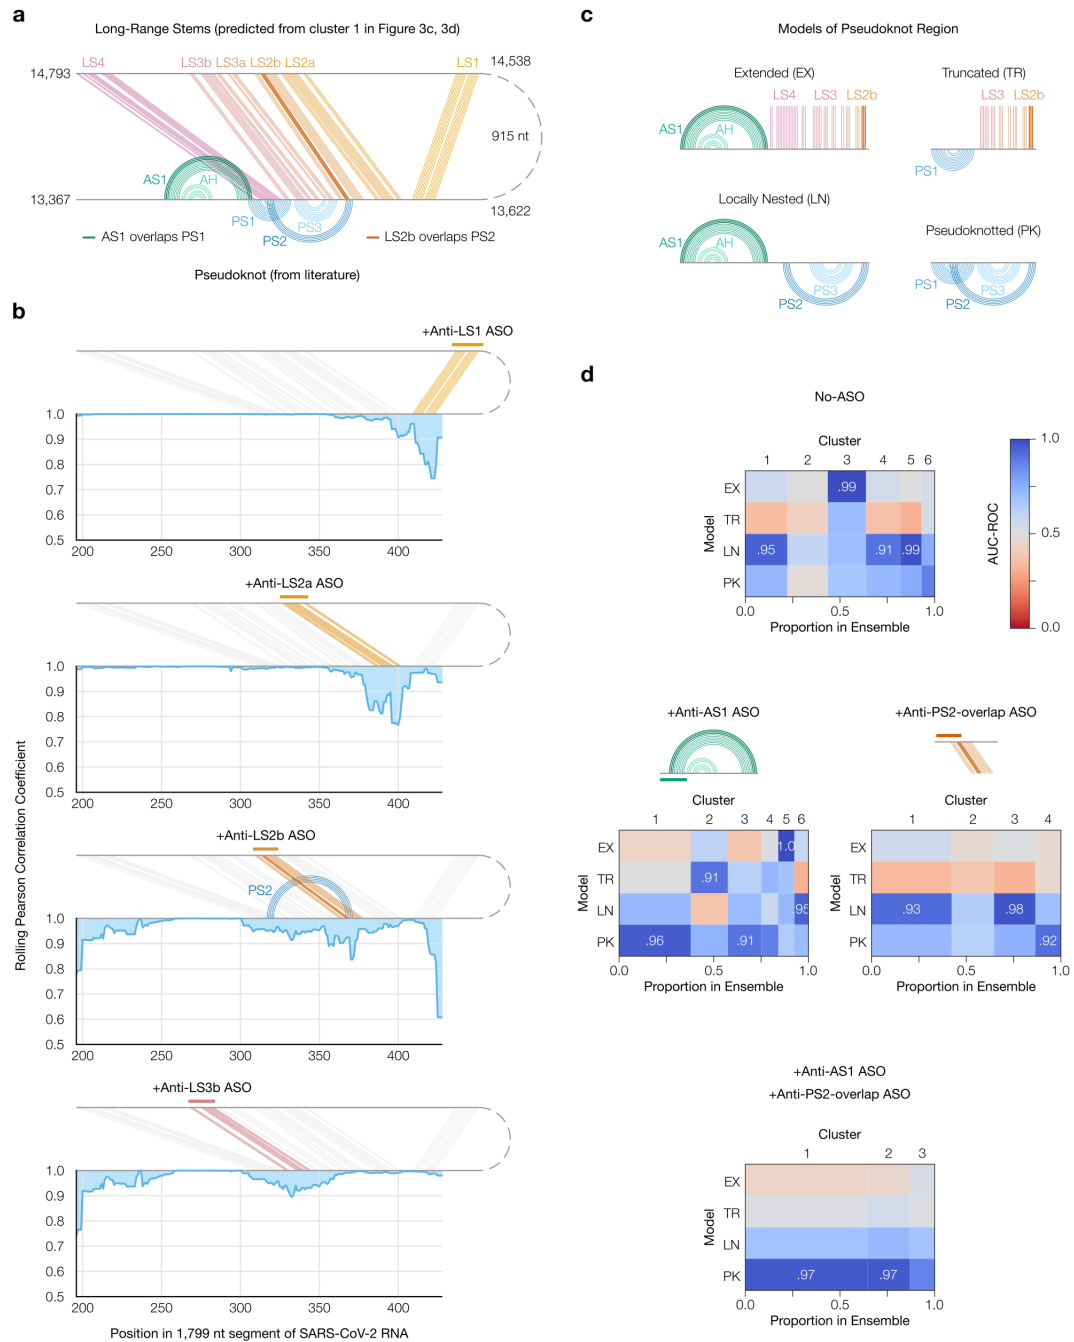 a
Long-Range Stems (predicted from cluster 1 in Figure 3c, 3d)
LS4 LS3b LS3a LS2b LS2a LS1
14,793 14,538
915 nt
AS1 AH
13,367 13,622
PS1 PS3
PS2
AS1 overlaps PS1 LS2b overlaps PS2
Pseudoknot (from literature)
b
+Anti-LS1 ASO
1.0
0.9
0.8
0.7
0.6
0.5
200 250 300 350 400
+Anti-LS2a ASO
1.0
0.9
0.8
0.7
0.6
0.5
200 250 300 350 400
+Anti-LS2b ASO
PS2
1.0
0.9
0.8
0.7
0.6
0.5
200 250 300 350 400
+Anti-LS3b ASO
1.0
0.9
0.8
0.7
0.6
0.5
200 250 300 350 400
Rolling Pearson Correlation Coefficient
Position in 1,799 nt segment of SARS-CoV-2 RNA
c
Models of Pseudoknot Region
Extended (EX)
LS4 LS3 LS2b
AS1 AH
Truncated (TR)
LS3 LS2b
PS1
Locally Nested (LN)
AS1 AH
PS3
PS2
Pseudoknotted (PK)
PS1 PS3
PS2
d
No-ASO
Cluster
1 2 3 4 5 6
EX .99
TR
LN .95 .91 .99
PK
Model
0.0 0.5 1.0
Proportion in Ensemble
1.0
0.5
0.0
AUC-ROC
+Anti-AS1 ASO
Cluster
1 2 3 4 5 6
EX 1.0
TR .91
LN .95
PK .96 .91
Model
0.0 0.5 1.0
Proportion in Ensemble
+Anti-PS2-overlap ASO
Cluster
1 2 3 4
EX
TR
LN .93 .98
PK .92
Model
0.0 0.5 1.0
Proportion in Ensemble
+Anti-AS1 ASO
+Anti-PS2-overlap ASO
Cluster
1 2 3
EX
TR
LN
PK .97 .97
Model
0.0 0.5 1.0
Proportion in Ensemble